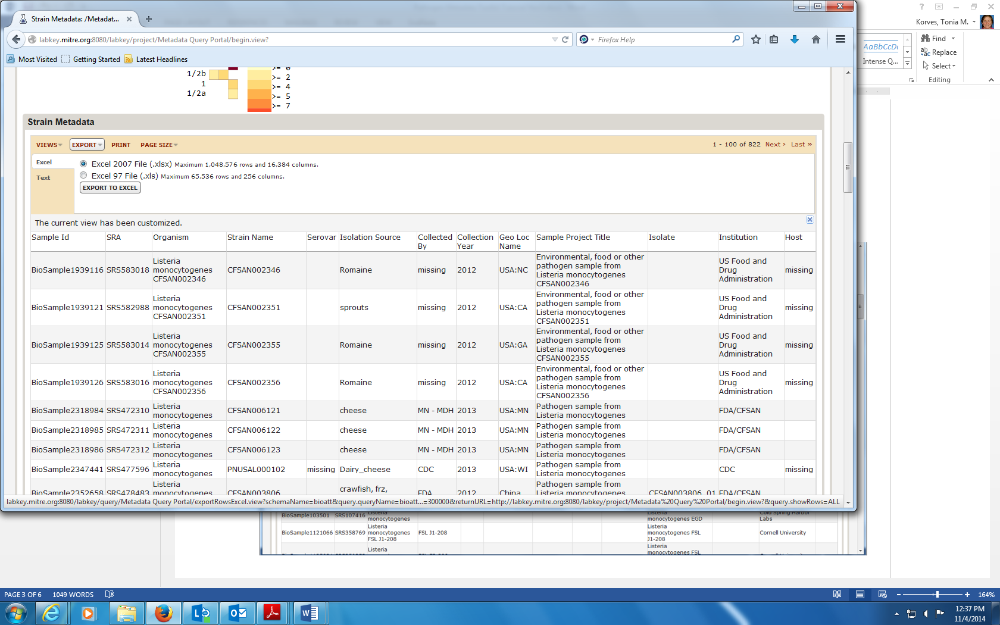 Strain Metadata: /Metadat...
Korves, Tonia M.
labkey.mitre.org:8080/labkey/project/Metadata Query Portal/begin.view?
Firefox Help
Most Visited Getting Started Latest Headlines
AaBbCcDc
Intense Q...
Find
Replace
Select
Editing
1/2b
1
1/2a
>= 0
>= 2
>= 4
>= 5
>= 7
Strain Metadata
VIEWS EXPORT PRINT PAGE SIZE 1 - 100 of 822 Next › Last »
Excel
Text
Excel 2007 File (.xlsx) Maximum 1,048,576 rows and 16,384 columns.
Excel 97 File (.xls) Maximum 65,536 rows and 256 columns.
EXPORT TO EXCEL
The current view has been customized.
Sample Id SRA Organism Strain Name Serovar Isolation Source Collected By Collection Year Geo Loc Name Sample Project Title Isolate Institution Host
BioSample1939116 SRS583018 Listeria monocytogenes CFSAN002346 CFSAN002346 Romaine missing 2012 USA:NC Environmental, food or other pathogen sample from Listeria monocytogenes CFSAN002346 US Food and Drug Administration missing
BioSample1939121 SRS582988 Listeria monocytogenes CFSAN002351 CFSAN002351 sprouts missing 2012 USA:CA Environmental, food or other pathogen sample from Listeria monocytogenes CFSAN002351 US Food and Drug Administration missing
BioSample1939125 SRS583014 Listeria monocytogenes CFSAN002355 CFSAN002355 Romaine missing 2012 USA:GA Environmental, food or other pathogen sample from Listeria monocytogenes CFSAN002355 US Food and Drug Administration missing
BioSample1939126 SRS583016 Listeria monocytogenes CFSAN002356 CFSAN002356 Romaine missing 2012 USA:CA Environmental, food or other pathogen sample from Listeria monocytogenes CFSAN002356 US Food and Drug Administration missing
BioSample2318984 SRS472310 Listeria monocytogenes CFSAN006121 cheese MN - MDH 2013 USA:MN Pathogen sample from Listeria monocytogenes FDA/CFSAN
BioSample2318985 SRS472311 Listeria monocytogenes CFSAN006122 cheese MN - MDH 2013 USA:MN Pathogen sample from Listeria monocytogenes FDA/CFSAN
BioSample2318986 SRS472312 Listeria monocytogenes CFSAN006123 cheese MN - MDH 2013 USA:MN Pathogen sample from Listeria monocytogenes FDA/CFSAN
BioSample2347441 SRS477596 Listeria monocytogenes PNUSAL000102 missing Dairy_cheese CDC 2013 USA:WI Pathogen sample from Listeria monocytogenes CDC missing
BioSample2352658 SRS478483 Listeria monocytogenes CFSAN003806 crawfish, frz, FDA 2012 China Pathogen sample from Listeria monocytogenes CFSAN003806_01 FDA/CFSAN
labkey.mitre.org:8080/labkey/query/Metadata Query Portal/exportRowsExcel.view?schemaName=bioatt&query.queryName=bioatt...=300000&returnURL=http://labkey.mitre.org:8080/labkey/project/Metadata%20Query%20Portal/begin.view?&query.showRows=ALL
BioSample103501 SRS107416 monocytogenes monocytogenes EGD Cold Spring Harbor Labs
BioSample1121066 SRS358769 Listeria monocytogenes FSL J1-208 FSL J1-208 Listeria monocytogenes FSL J1-208 Cornell University
Listeria Listeria monocytogenes FSL
PAGE 3 OF 6 1049 WORDS 164%
12:37 PM
11/4/2014